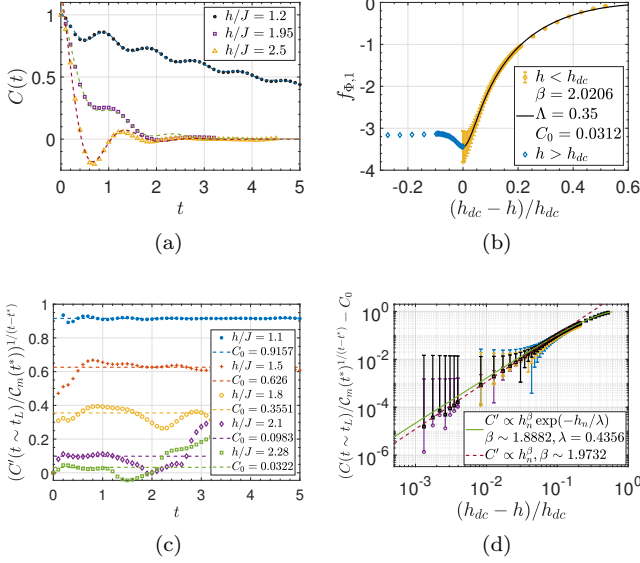 1
0.5
0
C(t)
h/J = 1.2
h/J = 1.95
h/J = 2.5
0 1 2 3 4 5
t
(a)
0
-1
-2
-3
-4
f_{Φ,1}
h < h_{dc}
β = 2.0206
Λ = 0.35
C_0 = 0.0312
h > h_{dc}
-0.2 0 0.2 0.4 0.6
(h_{dc} − h)/h_{dc}
(b)
1
0.8
0.6
0.4
0.2
0
(C'(t ∼ t_L)/\mathcal{C}_m(t^*))^{1/(t−t^*)}
h/J = 1.1
C_0 = 0.9157
h/J = 1.5
C_0 = 0.626
h/J = 1.8
C_0 = 0.3551
h/J = 2.1
C_0 = 0.0983
h/J = 2.28
C_0 = 0.0322
0 1 2 3 4 5
t
(c)
10^0
10^{-2}
10^{-4}
10^{-6}
(C(t ∼ t_L)/\mathcal{C}_m(t^*))^{1/(t−t^*)} − C_0
C' ∝ h_n^β exp(−h_n/λ)
β ∼ 1.8882, λ = 0.4356
C' ∝ h_n^β, β ∼ 1.9732
10^{-3} 10^{-2} 10^{-1} 10^0
(h_{dc} − h)/h_{dc}
(d)